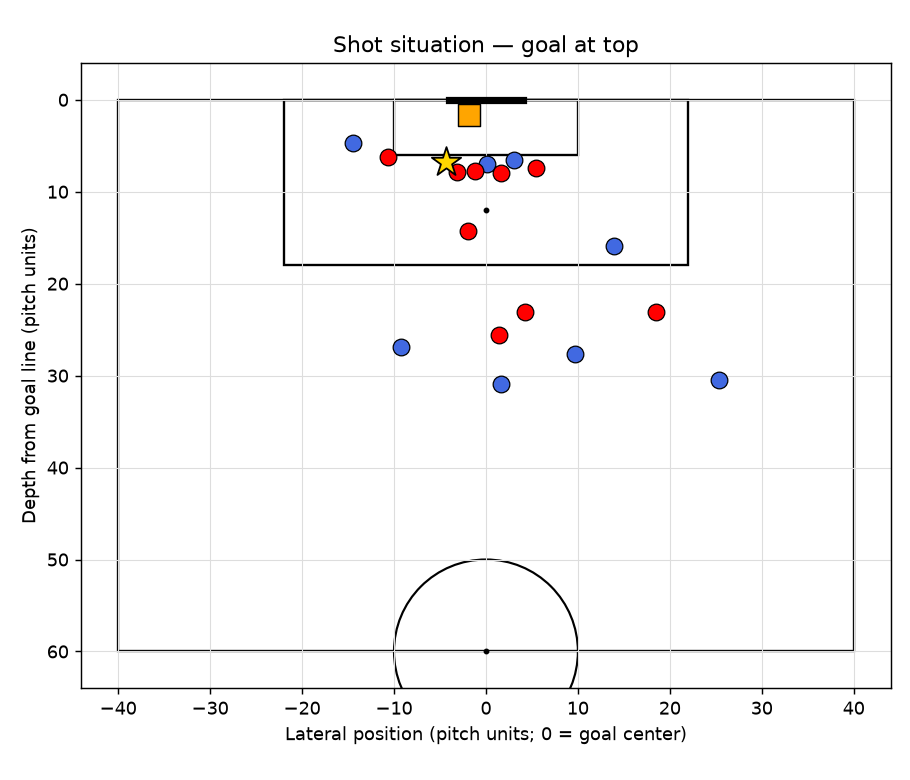 Shot situation — goal at top
0
10
20
30
40
50
60
Depth from goal line (pitch units)
−40 −30 −20 −10 0 10 20 30 40
Lateral position (pitch units; 0 = goal center)